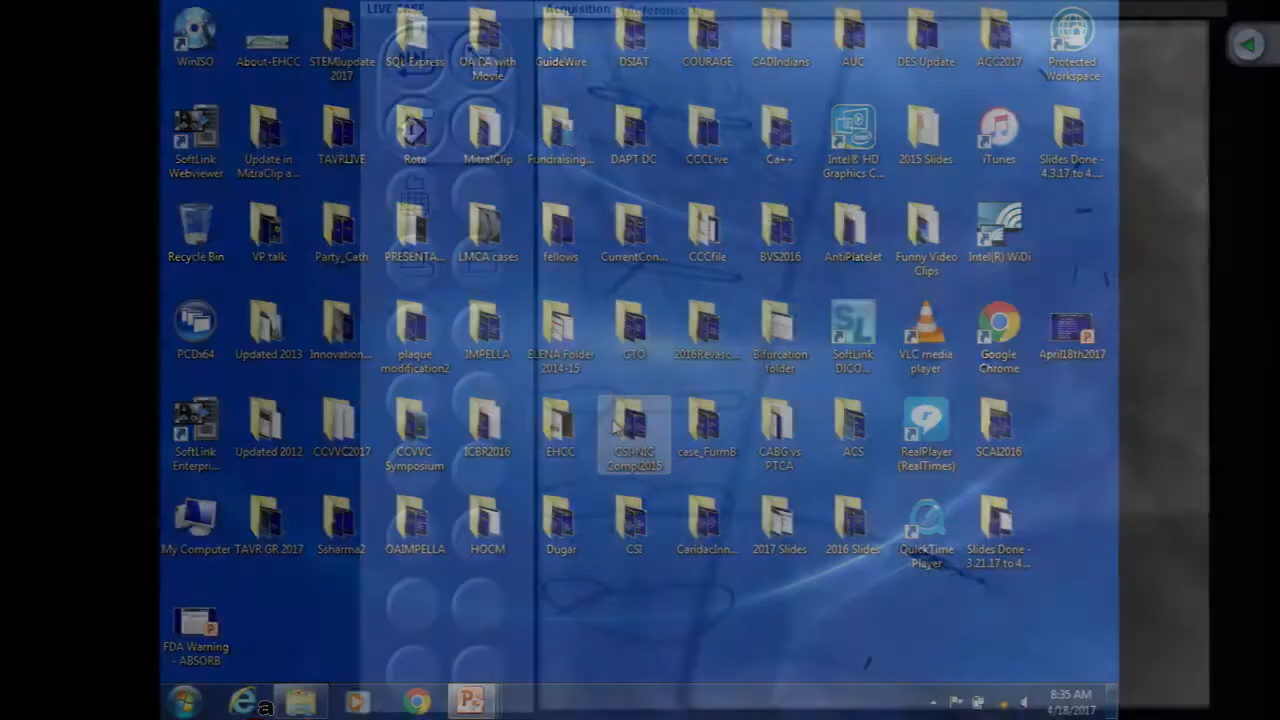 LIVE CASE
Acquisition
Reference
WinISO
About-EHCC
STEMIupdate
2017
SQL Express
OA RA with
Movie
GuideWire
DSIAT
COURAGE
CADIndians
AUC
DES Update
ACC2017
Protected
Workspace
SoftLink
Webviewer
Update in
MitraClip a...
TAVRLIVE
Rota
MitralClip
Fundraising...
DAPT DC
CCCLive
Ca++
Intel® HD
Graphics C...
2015 Slides
iTunes
Slides Done -
4.3.17 to 4....
Recycle Bin
VP talk
Party_Cath
PRESENTA...
LMCA cases
fellows
CurrentCon...
CCCfile
BVS2016
AntiPlatelet
Funny Video
Clips
Intel(R) WiDi
PCDx64
Updated 2013
Innovation...
plaque
modification2
IMPELLA
ELENA Folder
2014-15
CTO
2016Revasc...
Bifurcation
folder
SL
SoftLink
DICO...
VLC media
player
Google
Chrome
April18th2017
SoftLink
Enterpri...
Updated 2012
CCVVC2017
CCVVC
Symposium
ICBR2016
EHCC
CSI-NIC
Compl2015
case_FurmB
CABG vs
PTCA
ACS
RealPlayer
(RealTimes)
SCAI2016
My Computer
TAVR GR 2017
Ssharma2
OAIMPELLA
HOCM
Dugar
CSI
CaridacInn...
2017 Slides
2016 Slides
QuickTime
Player
Slides Done -
3.21.17 to 4....
FDA Warning
- ABSORB
a
8:35 AM
4/18/2017